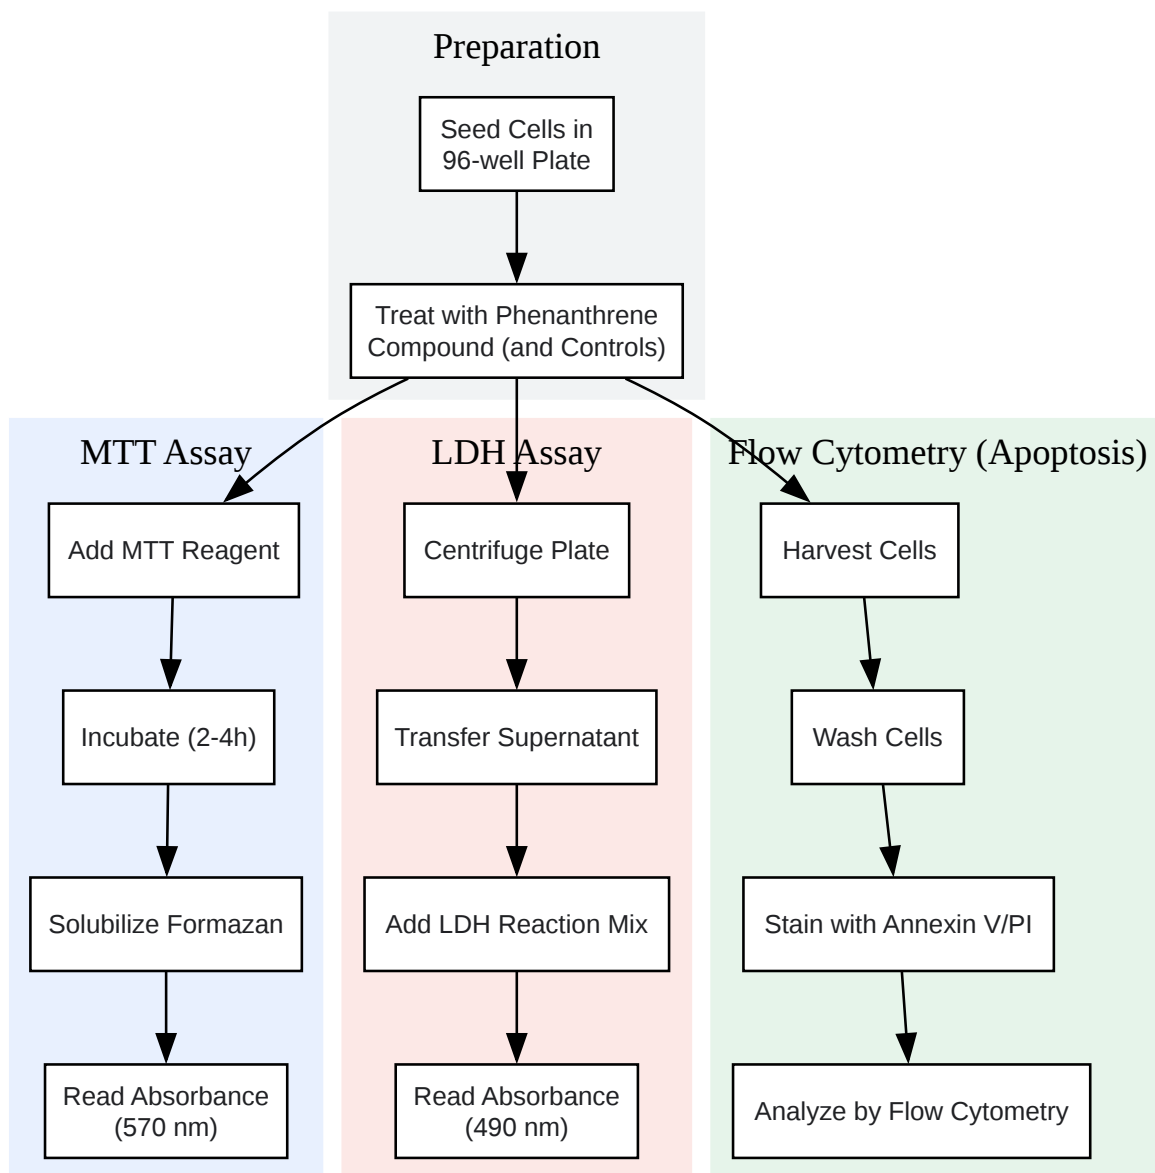 Preparation
Seed Cells in
96-well Plate
Treat with Phenanthrene
Compound (and Controls)
MTT Assay
Add MTT Reagent
Incubate (2-4h)
Solubilize Formazan
Read Absorbance
(570 nm)
LDH Assay
Centrifuge Plate
Transfer Supernatant
Add LDH Reaction Mix
Read Absorbance
(490 nm)
Flow Cytometry (Apoptosis)
Harvest Cells
Wash Cells
Stain with Annexin V/PI
Analyze by Flow Cytometry